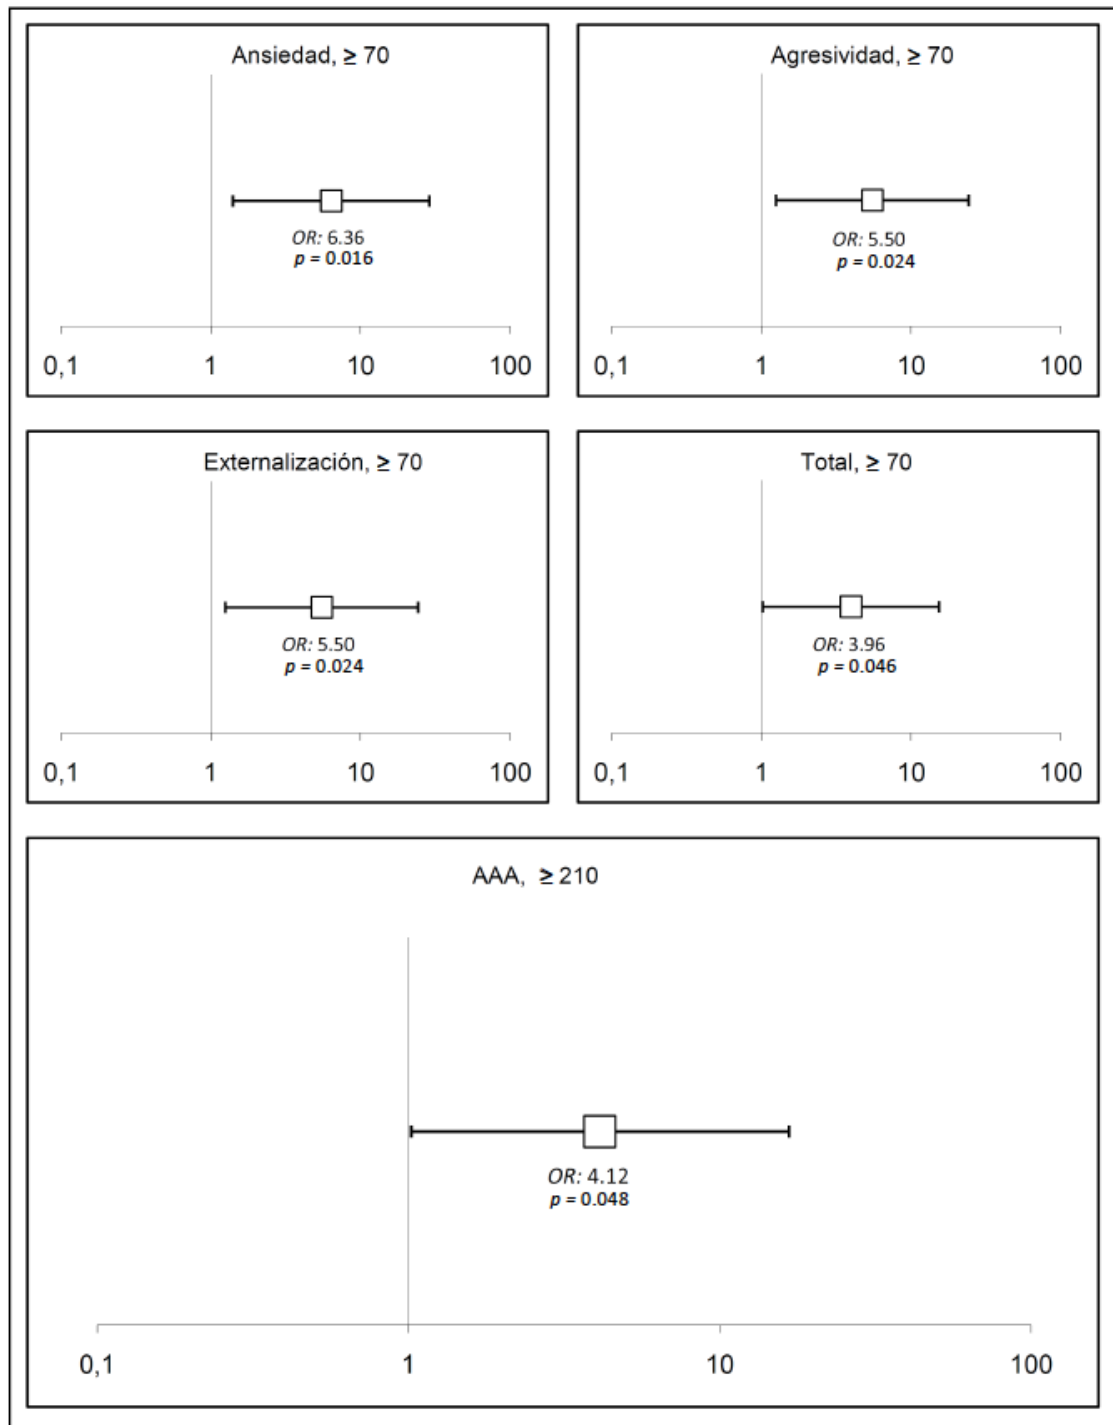 Ansiedad, ≥ 70
OR: 6.36
p = 0.016
0,1 1 10 100
Agresividad, ≥ 70
OR: 5.50
p = 0.024
0,1 1 10 100
Externalización, ≥ 70
OR: 5.50
p = 0.024
0,1 1 10 100
Total, ≥ 70
OR: 3.96
p = 0.046
0,1 1 10 100
AAA, ≥ 210
OR: 4.12
p = 0.048
0,1 1 10 100